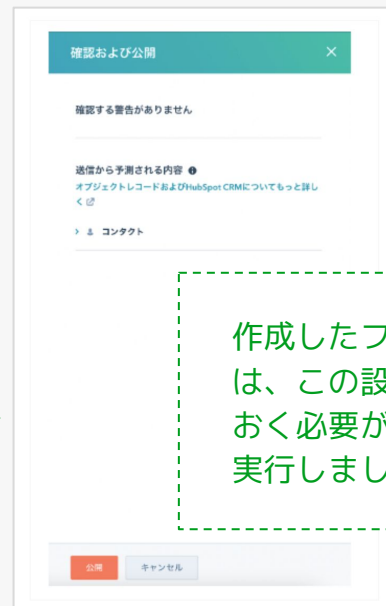 確認および公開
確認する警告がありません
送信から予測される内容
オブジェクトレコードおよびHubSpot CRMについてもっと詳し
く
コンタクト
作成したフ
は、この設
おく必要が
実行しまし
公開 キャンセル